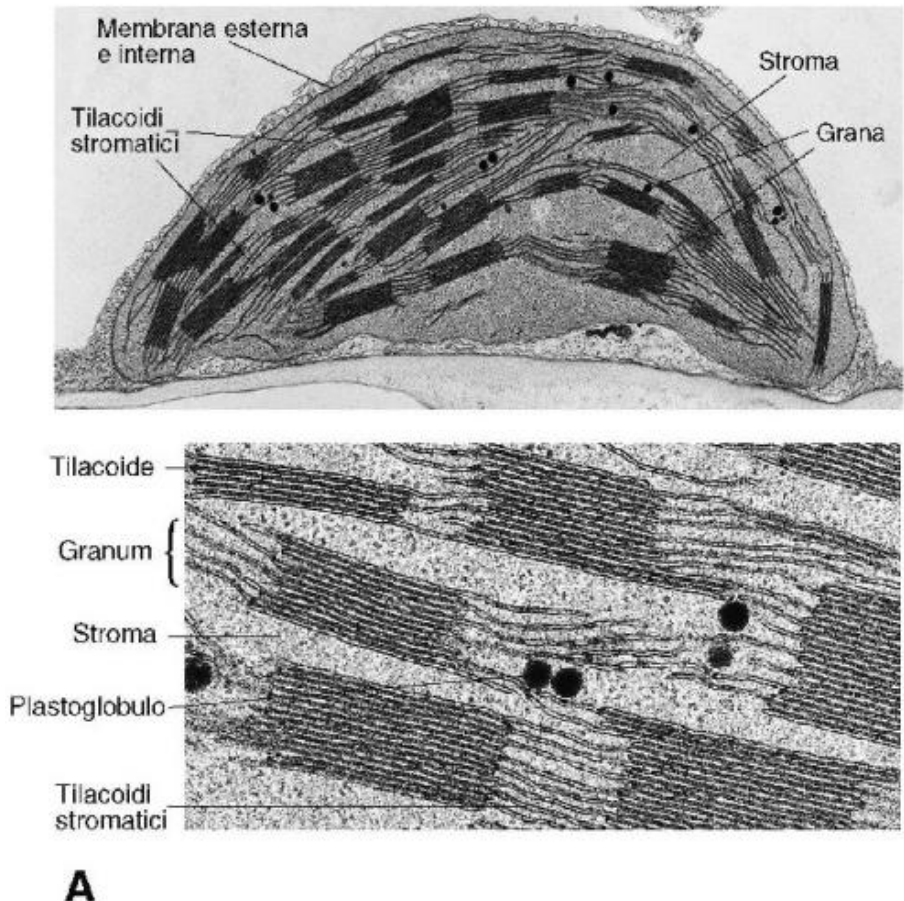 Membrana esterna
e interna
Stroma
Tilacoidi
stromatici
Grana
Tilacoide
Granum
Stroma
Plastoglobulo
Tilacoidi
stromatici
A